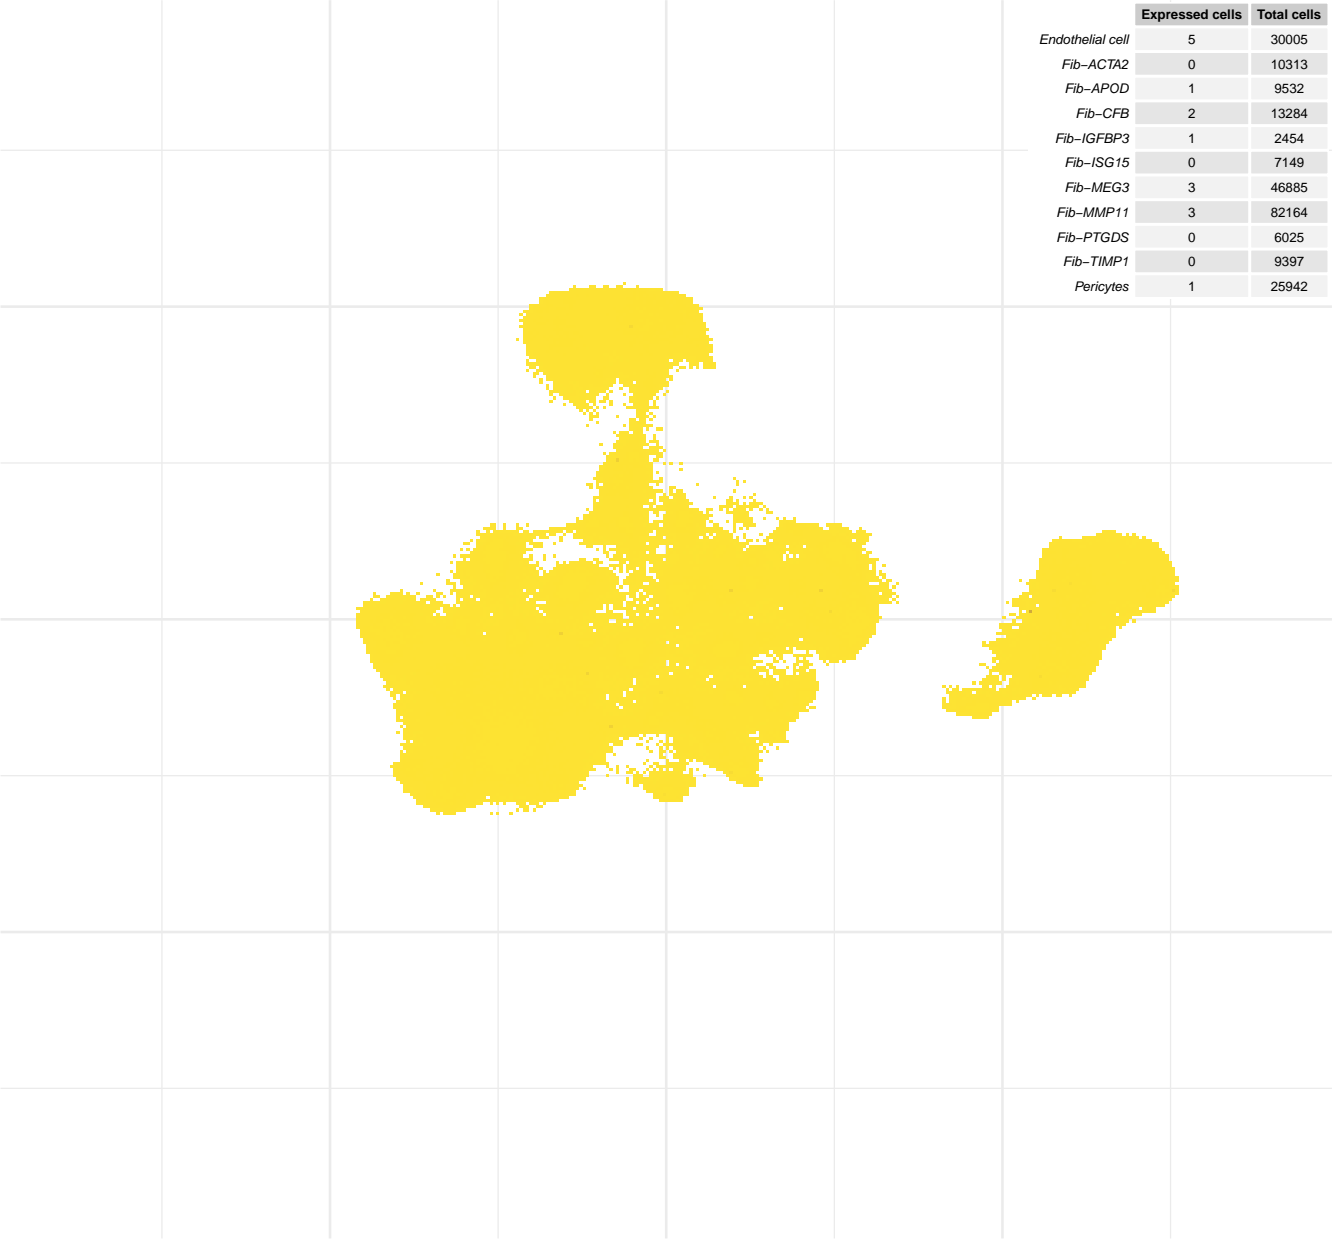 Expressed cells Total cells
Endothelial cell 5 30005
Fib−ACTA2 0 10313
Fib−APOD 1 9532
Fib−CFB 2 13284
Fib−IGFBP3 1 2454
Fib−ISG15 0 7149
Fib−MEG3 3 46885
Fib−MMP11 3 82164
Fib−PTGDS 0 6025
Fib−TIMP1 0 9397
Pericytes 1 25942